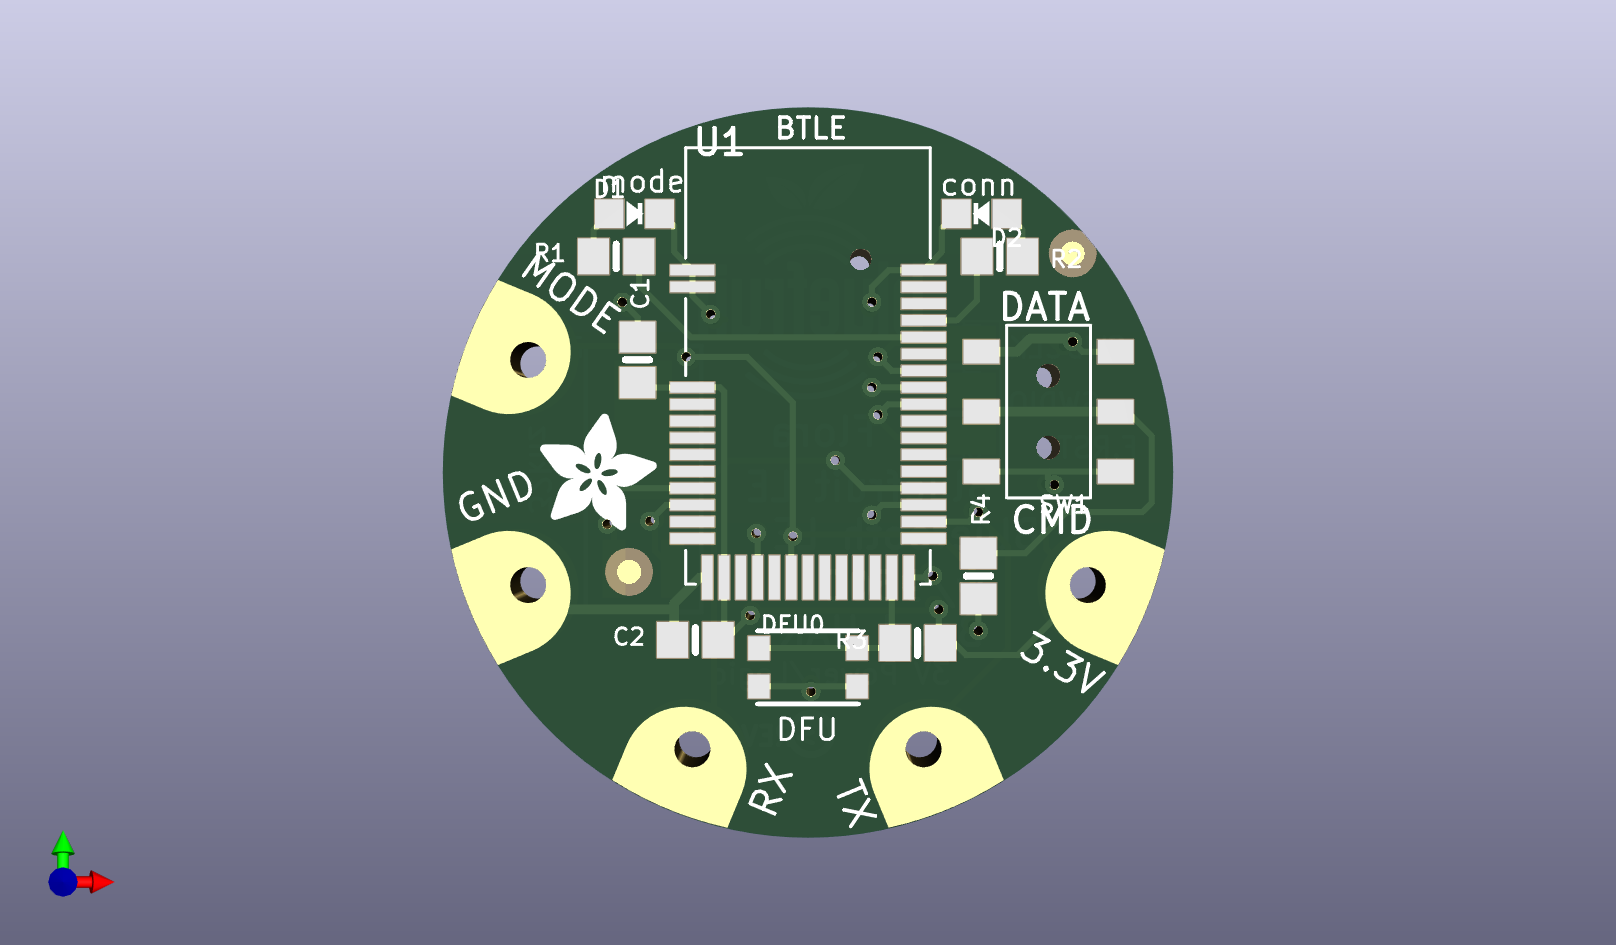 BTLE
U1
mode
D1
conn
D2
R1
R2
MODE
C1
DATA
GND
R4
SW1
CMD
DFU0
C2
R3
3.3V
DFU
RX
TX